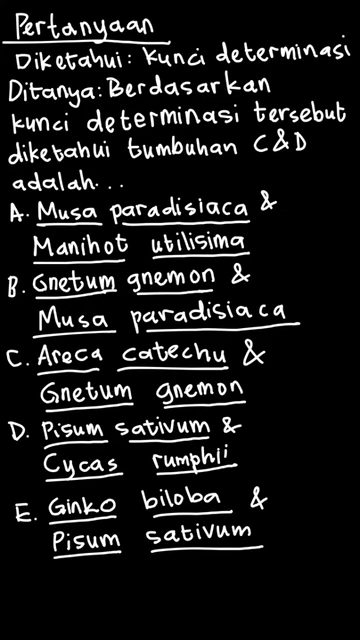 Pertanyaan
Diketahui: Kunci determinasi
Ditanya: Berdasarkan
kunci determinasi tersebut
diketahui tumbuhan C&D
adalah...
A. Musa paradisiaca &
Manihot utilisima
B. Gnetum gnemon &
Musa paradisiaca
C. Areca catechu &
Gnetum gnemon
D. Pisum sativum &
Cycas rumphii
E. Ginko biloba &
Pisum sativum